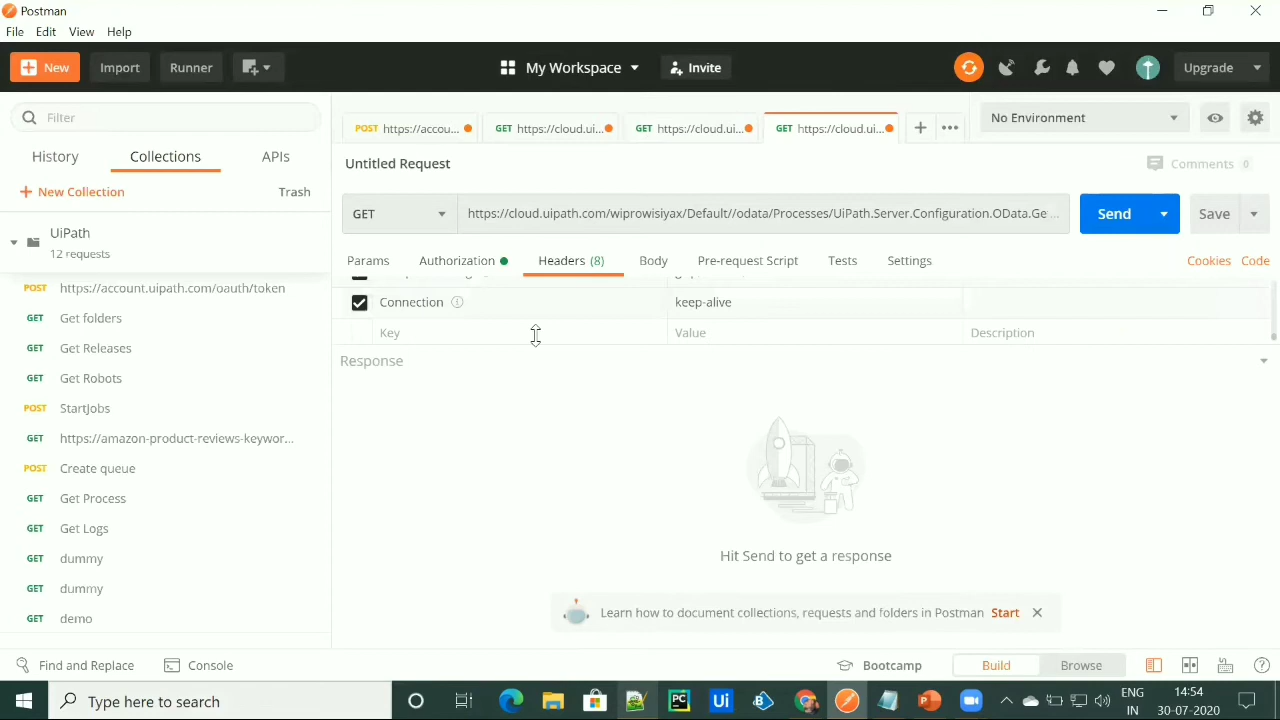 Postman
File Edit View Help
New Import Runner My Workspace Invite Upgrade
Filter
History Collections APIs
New Collection Trash
UiPath
12 requests
POST https://account.uipath.com/oauth/token
GET Get folders
GET Get Releases
GET Get Robots
POST StartJobs
GET https://amazon-product-reviews-keywor...
POST Create queue
GET Get Process
GET Get Logs
GET dummy
GET dummy
GET demo
POST https://accou... GET https://cloud.ui... GET https://cloud.ui... GET https://cloud.ui... No Environment
Untitled Request Comments 0
GET https://cloud.uipath.com/wiprowisiyax/Default//odata/Processes/UiPath.Server.Configuration.OData.Ge... Send Save
Params Authorization Headers (8) Body Pre-request Script Tests Settings Cookies Code
Connection keep-alive
Key Value Description
Response
Hit Send to get a response
Learn how to document collections, requests and folders in Postman Start
Find and Replace Console Bootcamp Build Browse
Type here to search
PC Ui
ENG
IN
14:54
30-07-2020